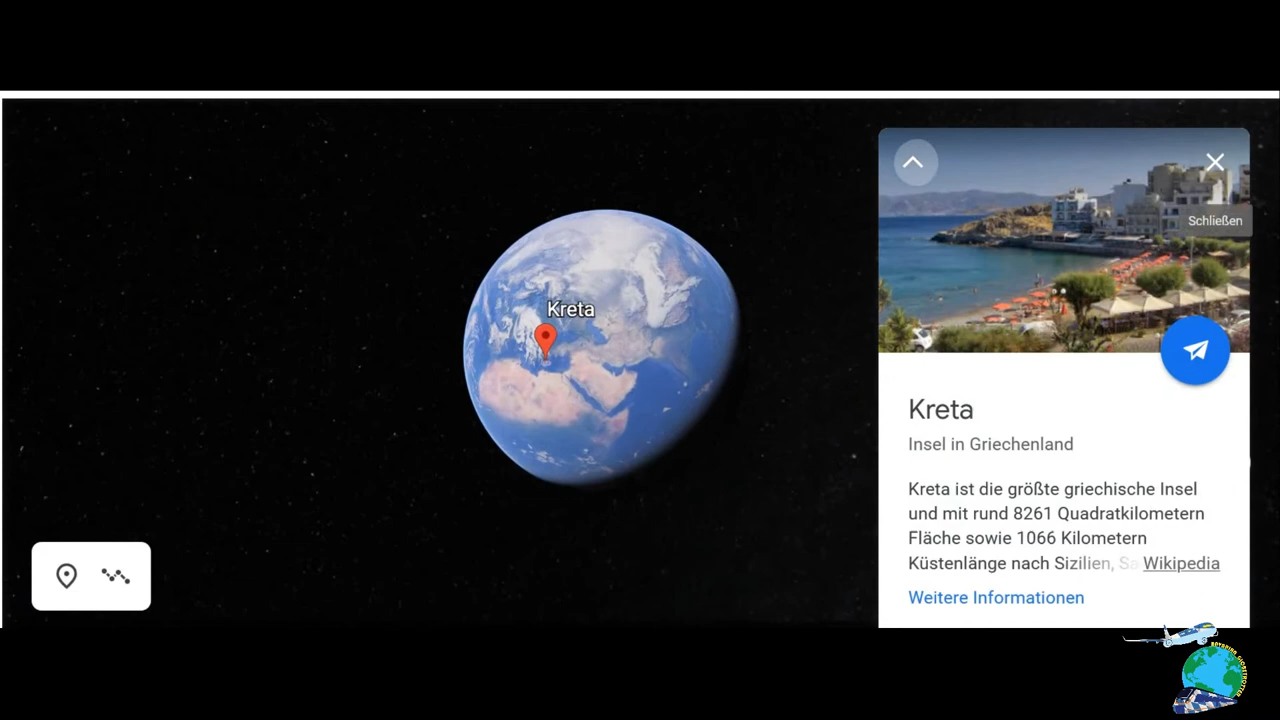 Kreta
Schließen
Kreta
Insel in Griechenland
Kreta ist die größte griechische Insel
und mit rund 8261 Quadratkilometern
Fläche sowie 1066 Kilometern
Küstenlänge nach Sizilien, Sa Wikipedia
Weitere Informationen